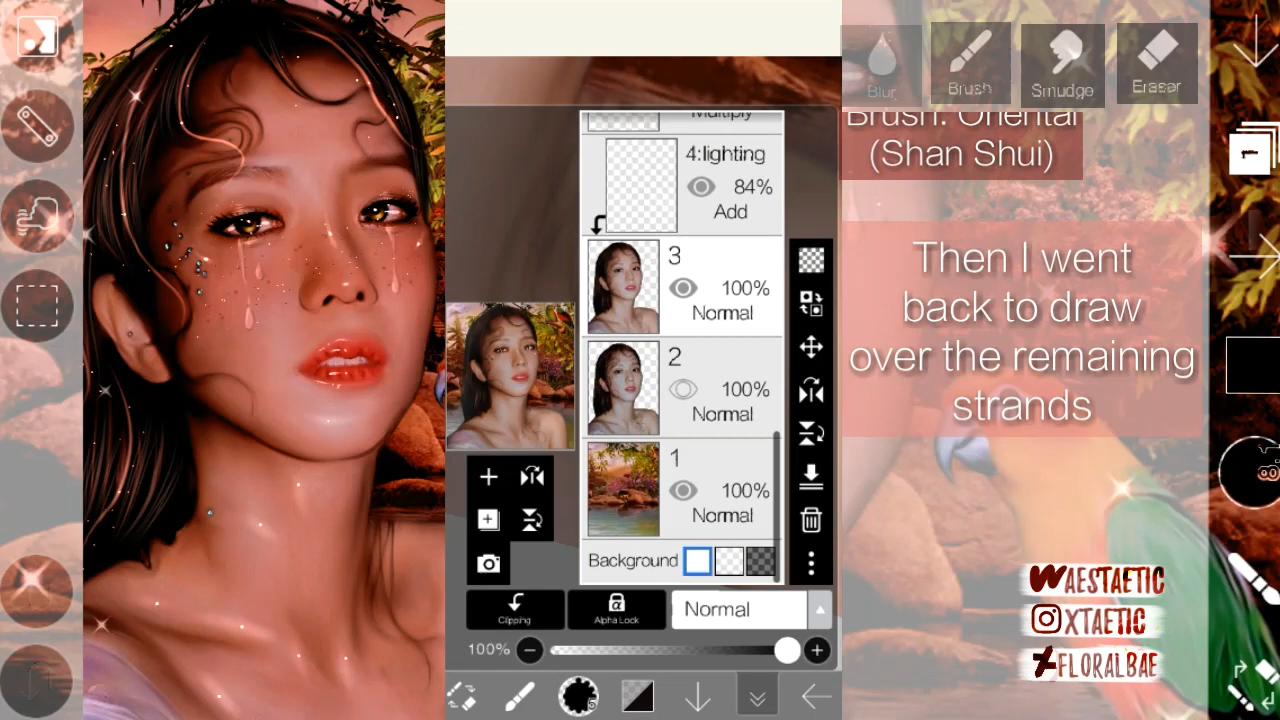 Multiply
4:lighting
84%
Add
3
100%
Normal
2
100%
Normal
1
100%
Normal
Background
Clipping
Alpha Lock
Normal
100%
5
Blur
Brush
Smudge
Eraser
Brush: Oriental
(Shan Shui)
Then I went
back to draw
over the remaining
strands
WAESTAETIC
XTAETIC
FLORALBAE